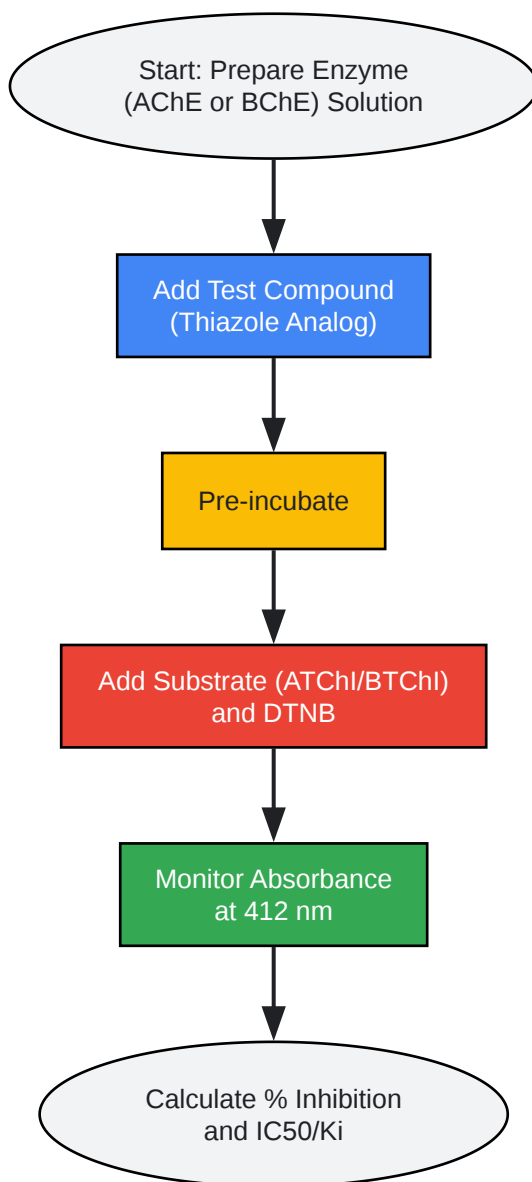 Start: Prepare Enzyme
(AChE or BChE) Solution
Add Test Compound
(Thiazole Analog)
Pre-incubate
Add Substrate (ATChI/BTChI)
and DTNB
Monitor Absorbance
at 412 nm
Calculate % Inhibition
and IC50/Ki